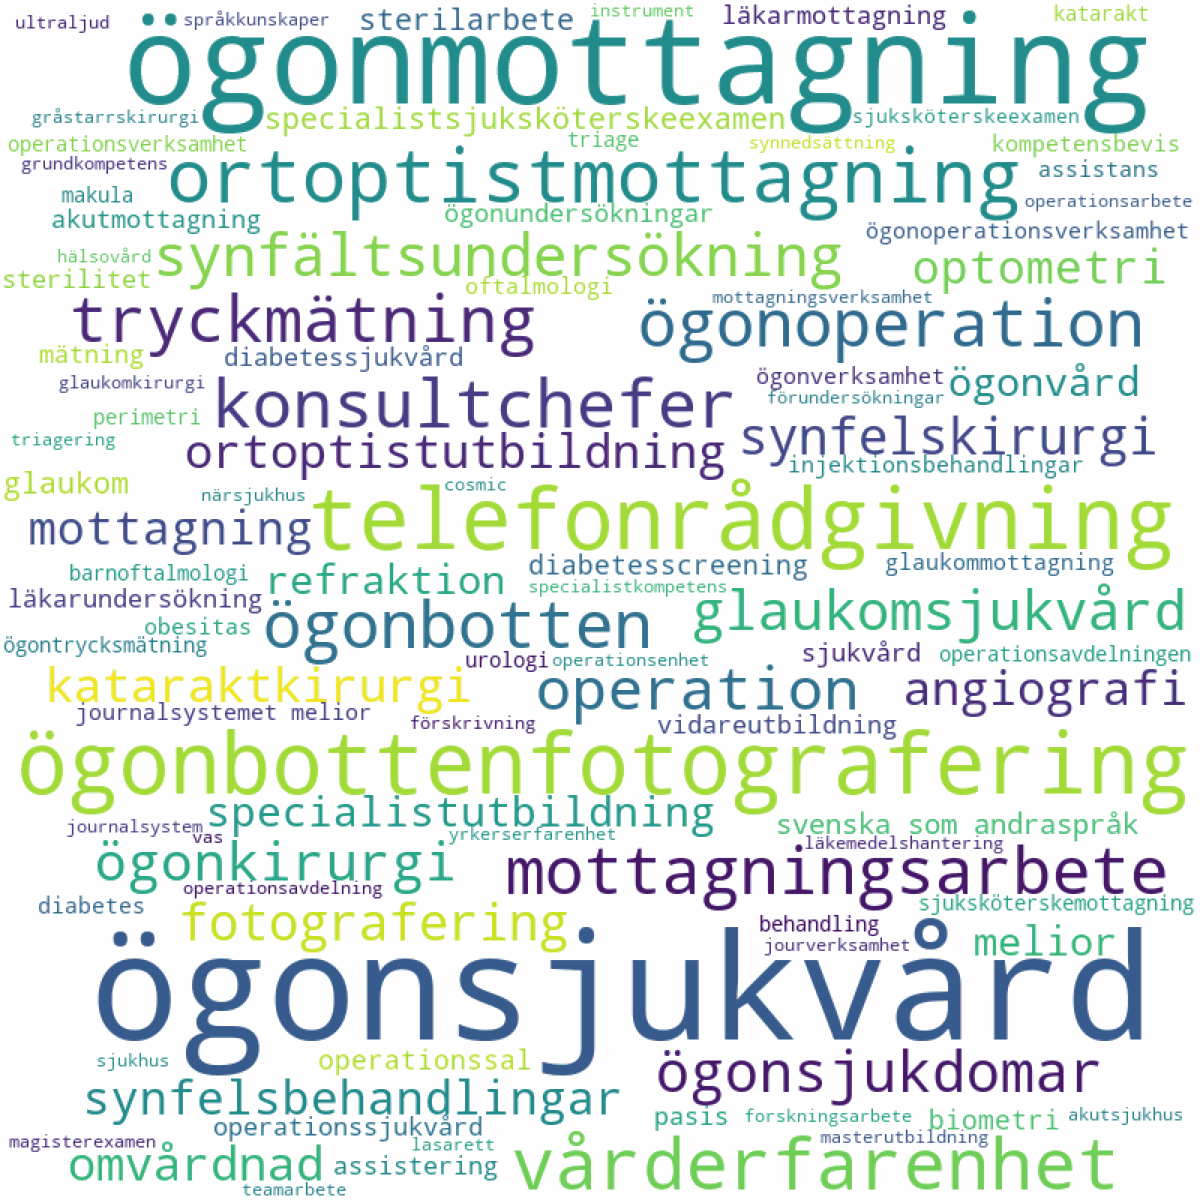 ultraljud
språkkunskaper
sterilarbete
instrument
läkarmottagning
katarakt
ögonmottagning
gråstarrskirurgi
specialistsjuksköterskeexamen
sjuksköterskeexamen
operationsverksamhet
triage
synnedsättning
kompetensbevis
grundkompetens
ortoptistmottagning
assistans
makula
operationsarbete
akutmottagning
ögonundersökningar
ögonoperationsverksamhet
hälsovård
synfältsundersökning
optometri
sterilitet
oftalmologi
mottagningsverksamhet
tryckmätning
ögonoperation
mätning
diabetessjukvård
glaukomkirurgi
konsultchefer
ögonverksamhet
ögonvård
förundersökningar
perimetri
triagering
ortoptistutbildning
synfelskirurgi
injektionsbehandlingar
glaukom
närsjukhus
cosmic
telefonrådgivning
mottagning
barnoftalmologi
refraktion
diabetesscreening
glaukommottagning
specialistkompetens
läkarundersökning
obesitas
ögonbotten
glaukomsjukvård
ögontrycksmätning
urologi
operationsenhet
sjukvård
operationsavdelningen
kataraktkirurgi
operation
angiografi
journalsystemet melior
förskrivning
vidareutbildning
ögonbottenfotografering
specialistutbildning
journalsystem
vas
yrkerserfarenhet
svenska som andraspråk
läkemedelshantering
ögonkirurgi
mottagningsarbete
operationsavdelning
diabetes
fotografering
behandling
sjuksköterskemottagning
jourverksamhet
melior
ögonsjukvård
sjukhus
operationssal
ögonsjukdomar
synfelsbehandlingar
operationssjukvård
pasis
forskningsarbete
biometri
akutsjukhus
magisterexamen
lasarett
masterutbildning
omvårdnad
assistering
vårderfarenhet
teamarbete